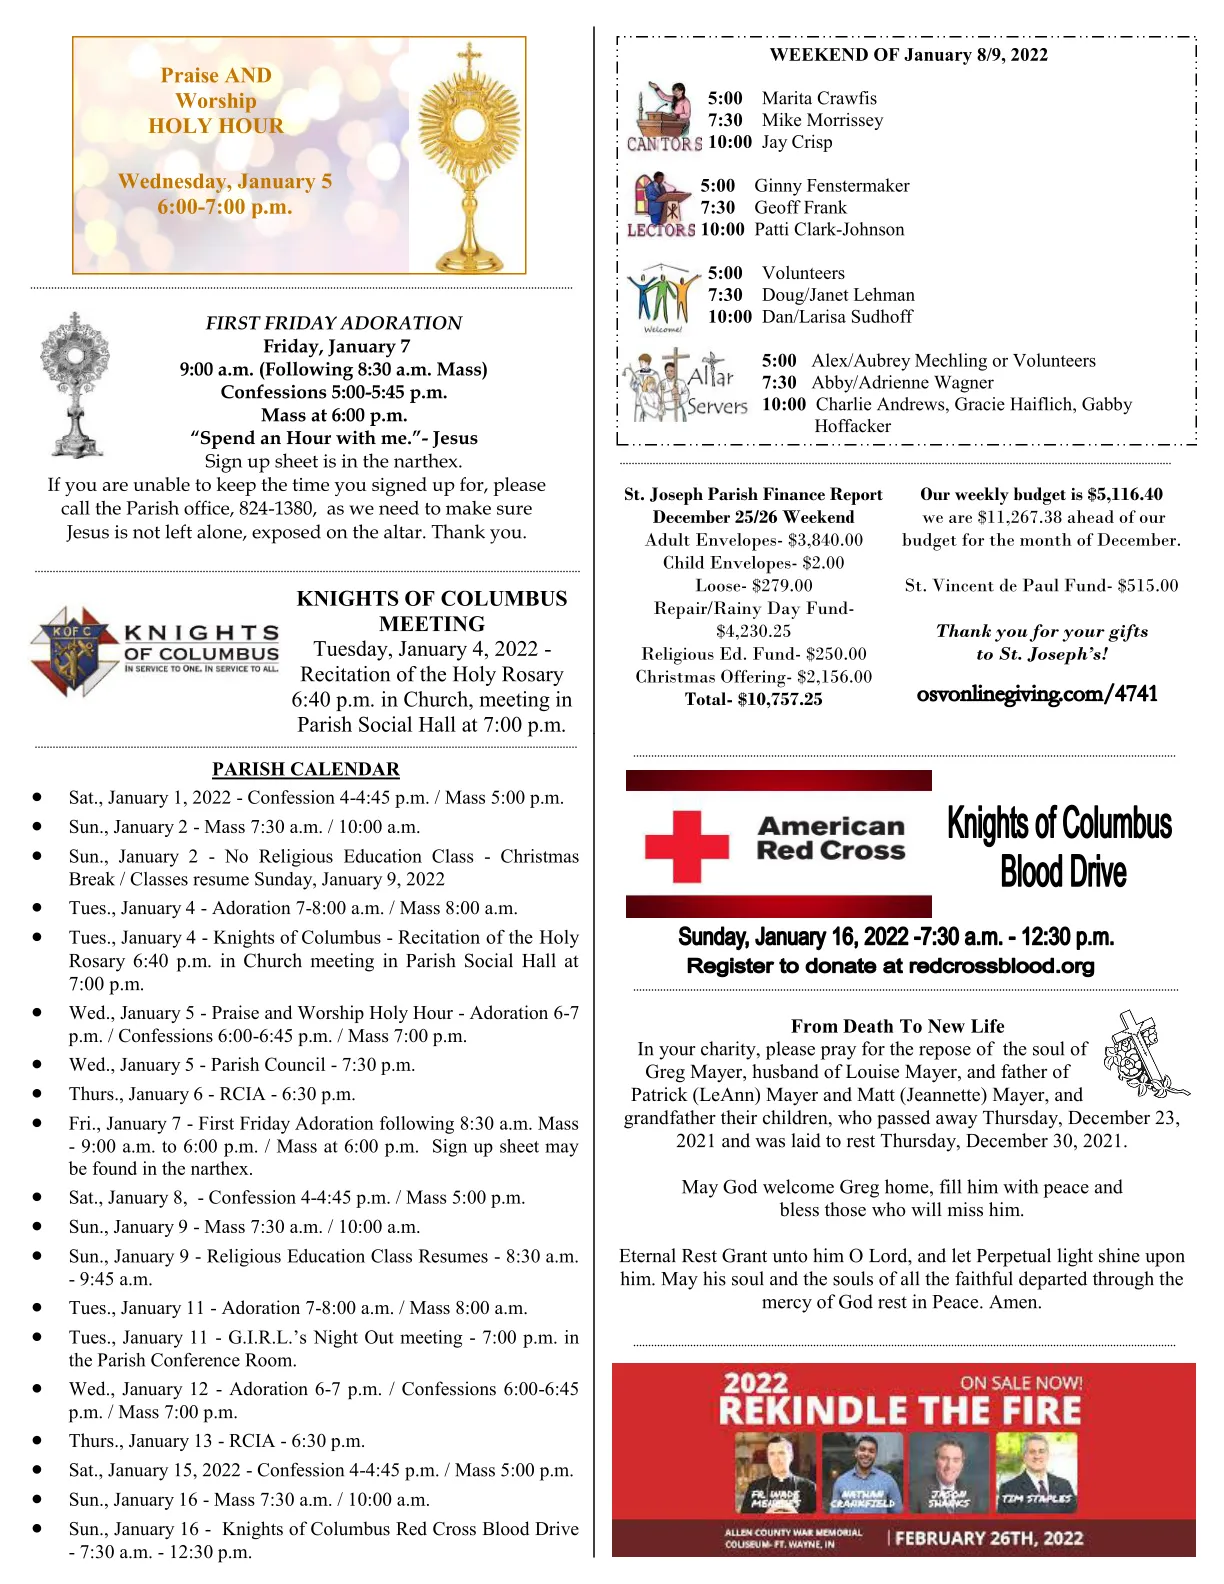 Praise AND
Worship
HOLY HOUR
Wednesday, January 5
6:00-7:00 p.m.
FIRST FRIDAY ADORATION
Friday, January 7
9:00 a.m. (Following 8:30 a.m. Mass)
Confessions 5:00-5:45 p.m.
Mass at 6:00 p.m.
“Spend an Hour with me.”- Jesus
Sign up sheet is in the narthex.
If you are unable to keep the time you signed up for, please
call the Parish office, 824-1380, as we need to make sure
Jesus is not left alone, exposed on the altar. Thank you.
K OF C
KNIGHTS
OF COLUMBUS
IN SERVICE TO ONE. IN SERVICE TO ALL.
KNIGHTS OF COLUMBUS
MEETING
Tuesday, January 4, 2022 -
Recitation of the Holy Rosary
6:40 p.m. in Church, meeting in
Parish Social Hall at 7:00 p.m.
PARISH CALENDAR
• Sat., January 1, 2022 - Confession 4-4:45 p.m. / Mass 5:00 p.m.
• Sun., January 2 - Mass 7:30 a.m. / 10:00 a.m.
• Sun., January 2 - No Religious Education Class - Christmas
Break / Classes resume Sunday, January 9, 2022
• Tues., January 4 - Adoration 7-8:00 a.m. / Mass 8:00 a.m.
• Tues., January 4 - Knights of Columbus - Recitation of the Holy
Rosary 6:40 p.m. in Church meeting in Parish Social Hall at
7:00 p.m.
• Wed., January 5 - Praise and Worship Holy Hour - Adoration 6-7
p.m. / Confessions 6:00-6:45 p.m. / Mass 7:00 p.m.
• Wed., January 5 - Parish Council - 7:30 p.m.
• Thurs., January 6 - RCIA - 6:30 p.m.
• Fri., January 7 - First Friday Adoration following 8:30 a.m. Mass
- 9:00 a.m. to 6:00 p.m. / Mass at 6:00 p.m. Sign up sheet may
be found in the narthex.
• Sat., January 8, - Confession 4-4:45 p.m. / Mass 5:00 p.m.
• Sun., January 9 - Mass 7:30 a.m. / 10:00 a.m.
• Sun., January 9 - Religious Education Class Resumes - 8:30 a.m.
- 9:45 a.m.
• Tues., January 11 - Adoration 7-8:00 a.m. / Mass 8:00 a.m.
• Tues., January 11 - G.I.R.L.’s Night Out meeting - 7:00 p.m. in
the Parish Conference Room.
• Wed., January 12 - Adoration 6-7 p.m. / Confessions 6:00-6:45
p.m. / Mass 7:00 p.m.
• Thurs., January 13 - RCIA - 6:30 p.m.
• Sat., January 15, 2022 - Confession 4-4:45 p.m. / Mass 5:00 p.m.
• Sun., January 16 - Mass 7:30 a.m. / 10:00 a.m.
• Sun., January 16 - Knights of Columbus Red Cross Blood Drive
- 7:30 a.m. - 12:30 p.m.
WEEKEND OF January 8/9, 2022
5:00 Marita Crawfis
7:30 Mike Morrissey
CANTORS 10:00 Jay Crisp
5:00 Ginny Fenstermaker
7:30 Geoff Frank
LECTORS 10:00 Patti Clark-Johnson
5:00 Volunteers
7:30 Doug/Janet Lehman
10:00 Dan/Larisa Sudhoff
Welcome!
5:00 Alex/Aubrey Mechling or Volunteers
Altar 7:30 Abby/Adrienne Wagner
Servers 10:00 Charlie Andrews, Gracie Haiflich, Gabby
Hoffacker
St. Joseph Parish Finance Report
December 25/26 Weekend
Adult Envelopes- $3,840.00
Child Envelopes- $2.00
Loose- $279.00
Repair/Rainy Day Fund-
$4,230.25
Religious Ed. Fund- $250.00
Christmas Offering- $2,156.00
Total- $10,757.25
Our weekly budget is $5,116.40
we are $11,267.38 ahead of our
budget for the month of December.
St. Vincent de Paul Fund- $515.00
Thank you for your gifts
to St. Joseph’s!
osvonlinegiving.com/4741
American
Red Cross
Knights of Columbus
Blood Drive
Sunday, January 16, 2022 -7:30 a.m. - 12:30 p.m.
Register to donate at redcrossblood.org
From Death To New Life
In your charity, please pray for the repose of the soul of
Greg Mayer, husband of Louise Mayer, and father of
Patrick (LeAnn) Mayer and Matt (Jeannette) Mayer, and
grandfather their children, who passed away Thursday, December 23,
2021 and was laid to rest Thursday, December 30, 2021.
May God welcome Greg home, fill him with peace and
bless those who will miss him.
Eternal Rest Grant unto him O Lord, and let Perpetual light shine upon
him. May his soul and the souls of all the faithful departed through the
mercy of God rest in Peace. Amen.
2022
ON SALE NOW!
REKINDLE THE FIRE
FR. WADE
MENEZES
NATHAN
CRANKFIELD
JASON
SHANKS
TIM STAPLES
ALLEN COUNTY WAR MEMORIAL
COLISEUM- FT. WAYNE, IN
| FEBRUARY 26TH, 2022